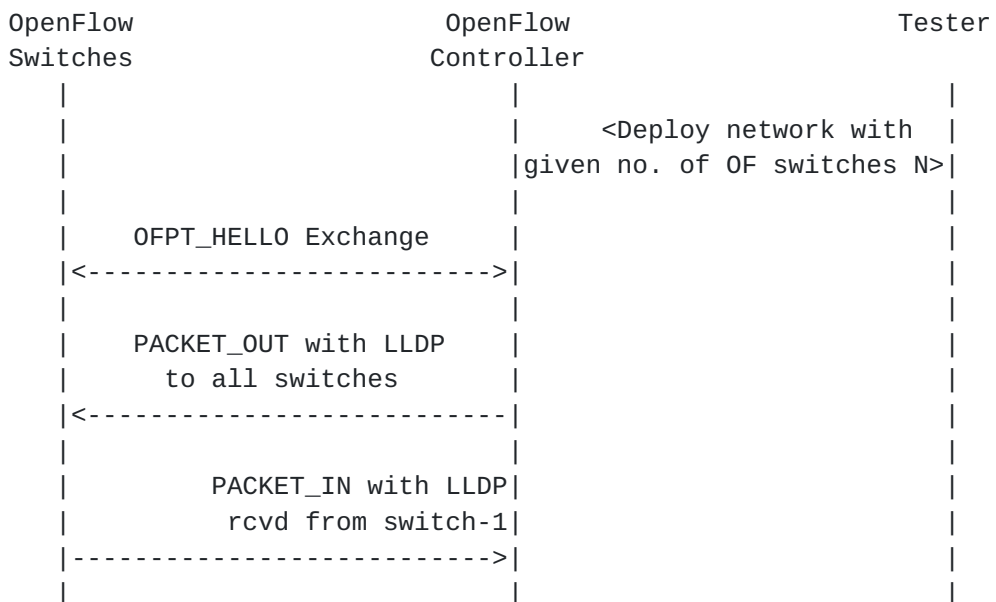 OpenFlow                    OpenFlow                     Tester
Switches                   Controller
   |                             |                           |
   |                             |     <Deploy network with  |
   |                             |given no. of OF switches N>|
   |                             |                           |
   |    OFPT_HELLO Exchange      |                           |
   |<--------------------------->|                           |
   |                             |                           |
   |    PACKET_OUT with LLDP     |                           |
   |      to all switches        |                           |
   |<----------------------------|                           |
   |                             |                           |
   |         PACKET_IN with LLDP|                            |
   |          rcvd from switch-1|                            |
   |---------------------------->|                           |
   |                             |                           |